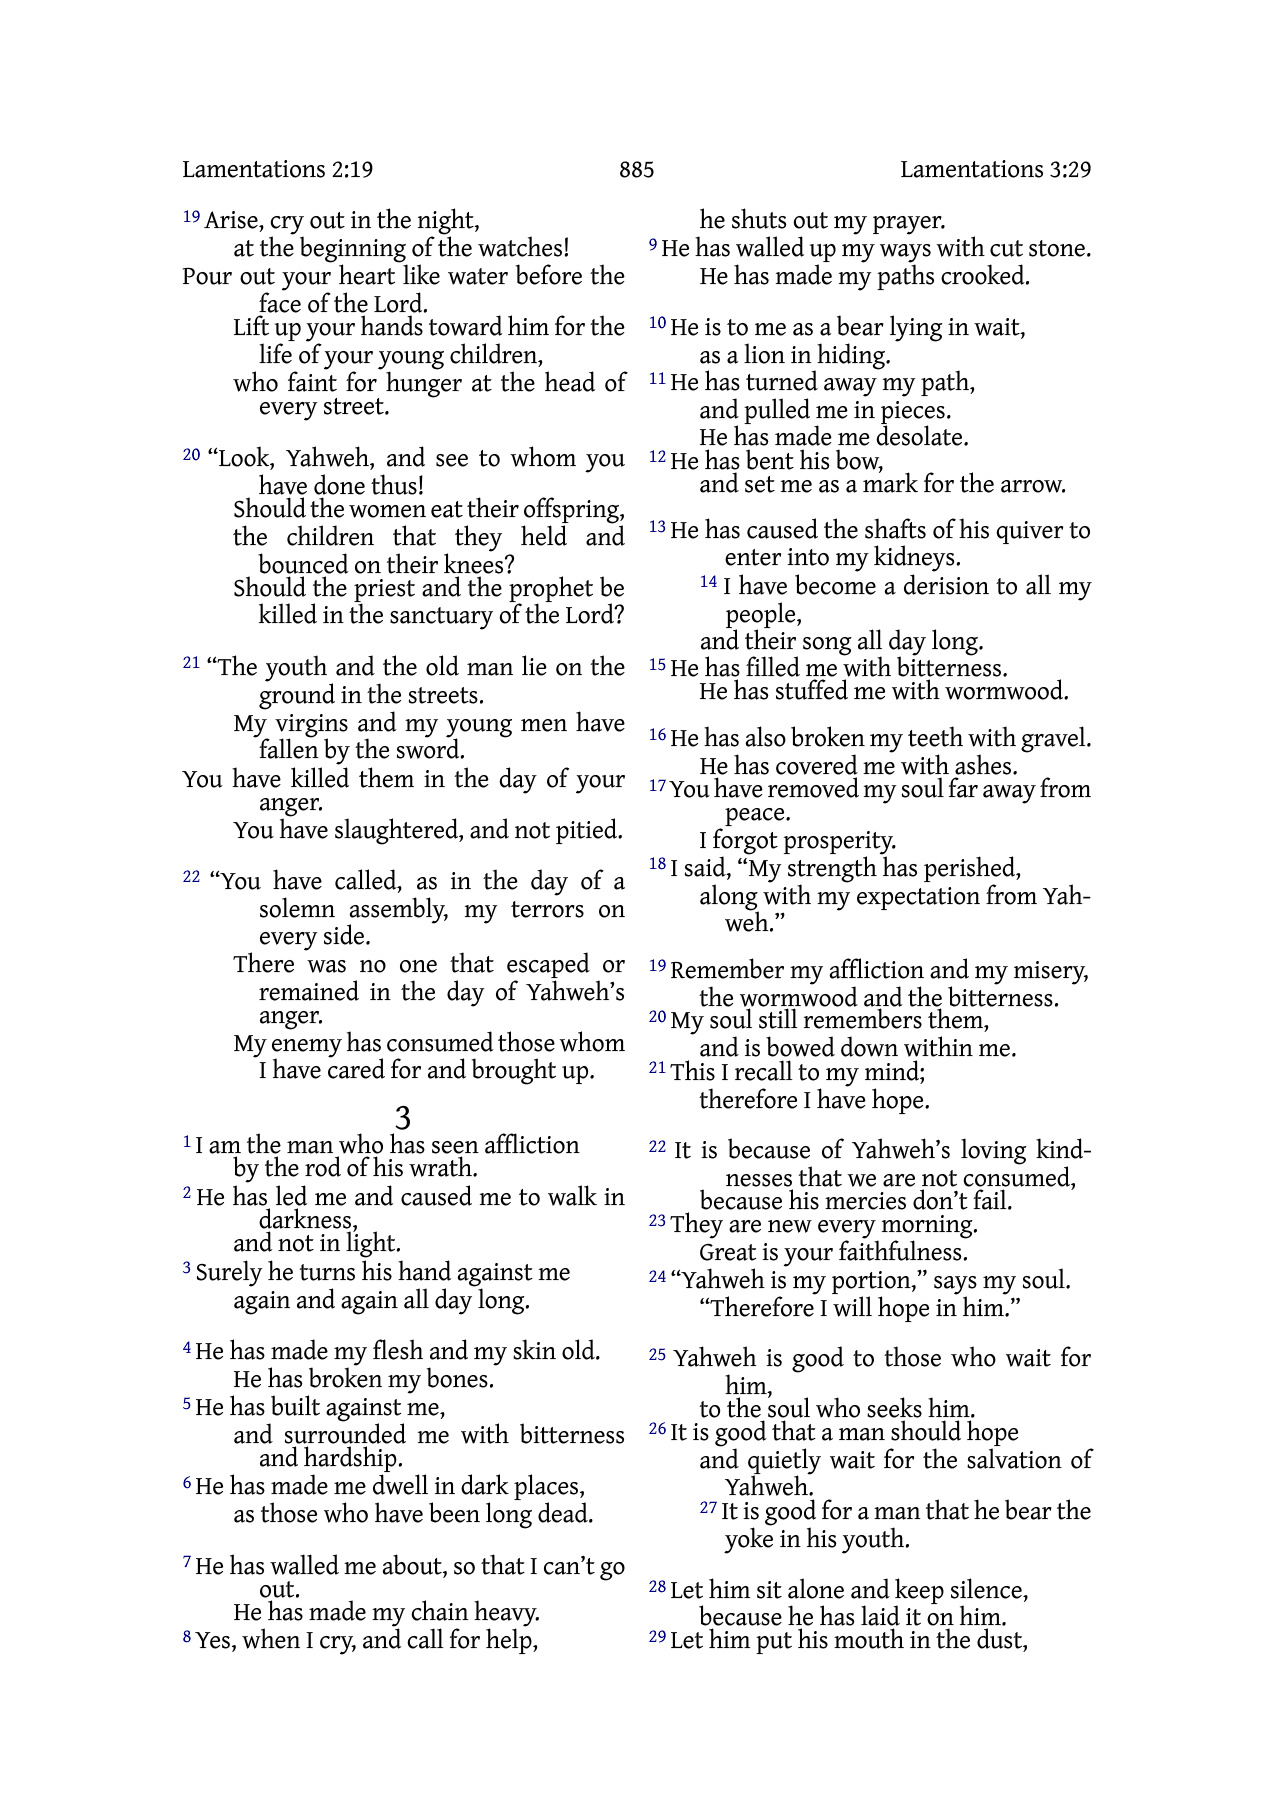 Lamentations 2:19 885 Lamentations 3:29
19 Arise, cry out in the night,
at the beginning of the watches!
Pour out your heart like water before the
face of the Lord.
Lift up your hands toward him for the
life of your young children,
who faint for hunger at the head of
every street.
20 “Look, Yahweh, and see to whom you
have done thus!
Should the women eat their offspring,
the children that they held and
bounced on their knees?
Should the priest and the prophet be
killed in the sanctuary of the Lord?
21 “The youth and the old man lie on the
ground in the streets.
My virgins and my young men have
fallen by the sword.
You have killed them in the day of your
anger.
You have slaughtered, and not pitied.
22 “You have called, as in the day of a
solemn assembly, my terrors on
every side.
There was no one that escaped or
remained in the day of Yahweh’s
anger.
My enemy has consumed those whom
I have cared for and brought up.
3
1 I am the man who has seen affliction
by the rod of his wrath.
2 He has led me and caused me to walk in
darkness,
and not in light.
3 Surely he turns his hand against me
again and again all day long.
4 He has made my flesh and my skin old.
He has broken my bones.
5 He has built against me,
and surrounded me with bitterness
and hardship.
6 He has made me dwell in dark places,
as those who have been long dead.
7 He has walled me about, so that I can’t go
out.
He has made my chain heavy.
8 Yes, when I cry, and call for help,
he shuts out my prayer.
9 He has walled up my ways with cut stone.
He has made my paths crooked.
10 He is to me as a bear lying in wait,
as a lion in hiding.
11 He has turned away my path,
and pulled me in pieces.
He has made me desolate.
12 He has bent his bow,
and set me as a mark for the arrow.
13 He has caused the shafts of his quiver to
enter into my kidneys.
14 I have become a derision to all my
people,
and their song all day long.
15 He has filled me with bitterness.
He has stuffed me with wormwood.
16 He has also broken my teeth with gravel.
He has covered me with ashes.
17 You have removed my soul far away from
peace.
I forgot prosperity.
18 I said, “My strength has perished,
along with my expectation from Yah-
weh.”
19 Remember my affliction and my misery,
the wormwood and the bitterness.
20 My soul still remembers them,
and is bowed down within me.
21 This I recall to my mind;
therefore I have hope.
22 It is because of Yahweh’s loving kind-
nesses that we are not consumed,
because his mercies don’t fail.
23 They are new every morning.
Great is your faithfulness.
24 “Yahweh is my portion,” says my soul.
“Therefore I will hope in him.”
25 Yahweh is good to those who wait for
him,
to the soul who seeks him.
26 It is good that a man should hope
and quietly wait for the salvation of
Yahweh.
27 It is good for a man that he bear the
yoke in his youth.
28 Let him sit alone and keep silence,
because he has laid it on him.
29 Let him put his mouth in the dust,